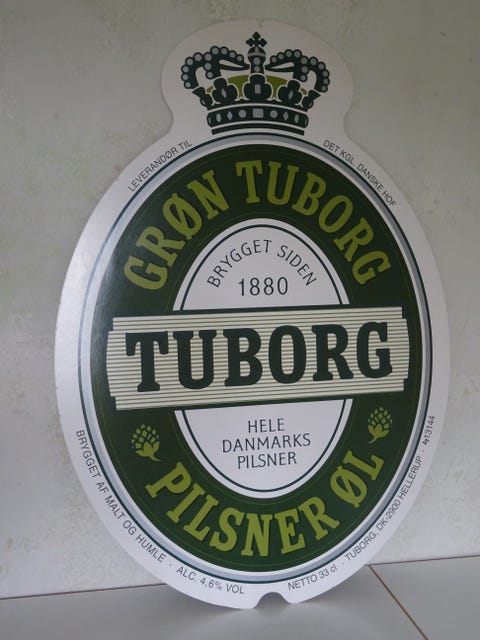 LEVERANDØR TIL
DET KGL. DANSKE HOF
GRØN TUBORG
BRYGGET SIDEN
1880
TUBORG
HELE
DANMARKS
PILSNER
PILSNER ØL
BRYGGET AF MALT OG HUMLE · ALC. 4,6% VOL
NETTO 33 cl · TUBORG, DK-2900 HELLERUP · 413144